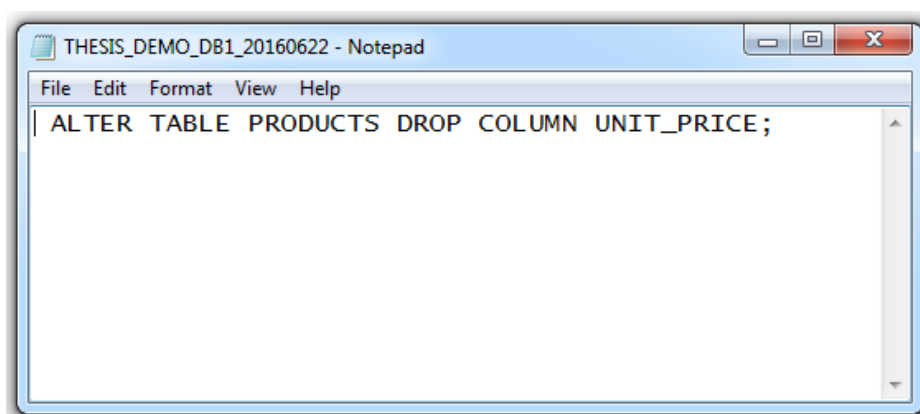 THESIS_DEMO_DB1_20160622 - Notepad
File Edit Format View Help
ALTER TABLE PRODUCTS DROP COLUMN UNIT_PRICE;